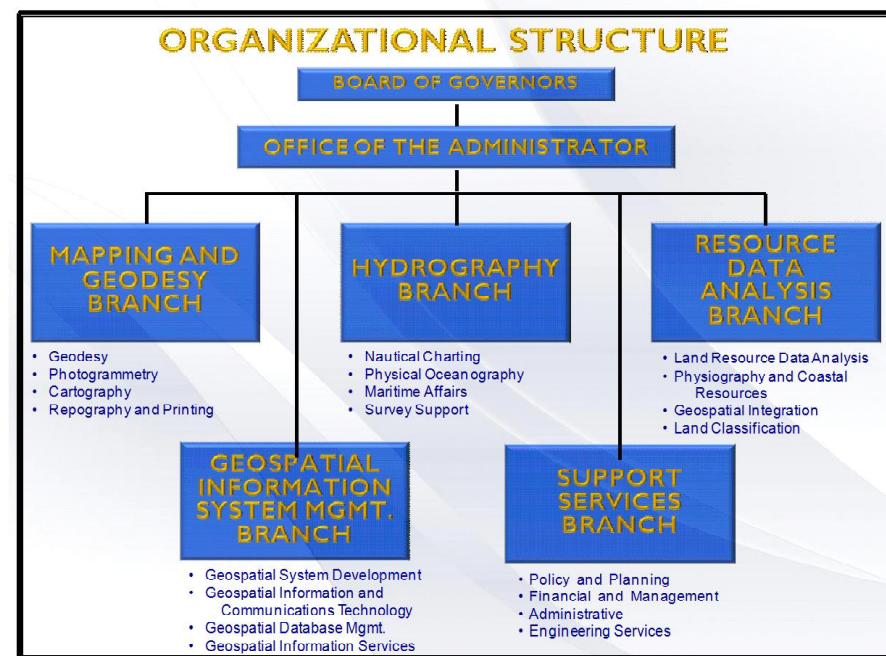 ORGANIZATIONAL STRUCTURE
BOARD OF GOVERNORS
OFFICE OF THE ADMINISTRATOR
MAPPING AND
GEODESY
BRANCH
• Geodesy
• Photogrammetry
• Cartography
• Repography and Printing
HYDROGRAPHY
BRANCH
• Nautical Charting
• Physical Oceanography
• Maritime Affairs
• Survey Support
RESOURCE
DATA
ANALYSIS
BRANCH
• Land Resource Data Analysis
• Physiography and Coastal
Resources
• Geospatial Integration
• Land Classification
GEOSPATIAL
INFORMATION
SYSTEM MGMT.
BRANCH
• Geospatial System Development
• Geospatial Information and
Communications Technology
• Geospatial Database Mgmt.
• Geospatial Information Services
SUPPORT
SERVICES
BRANCH
• Policy and Planning
• Financial and Management
• Administrative
• Engineering Services